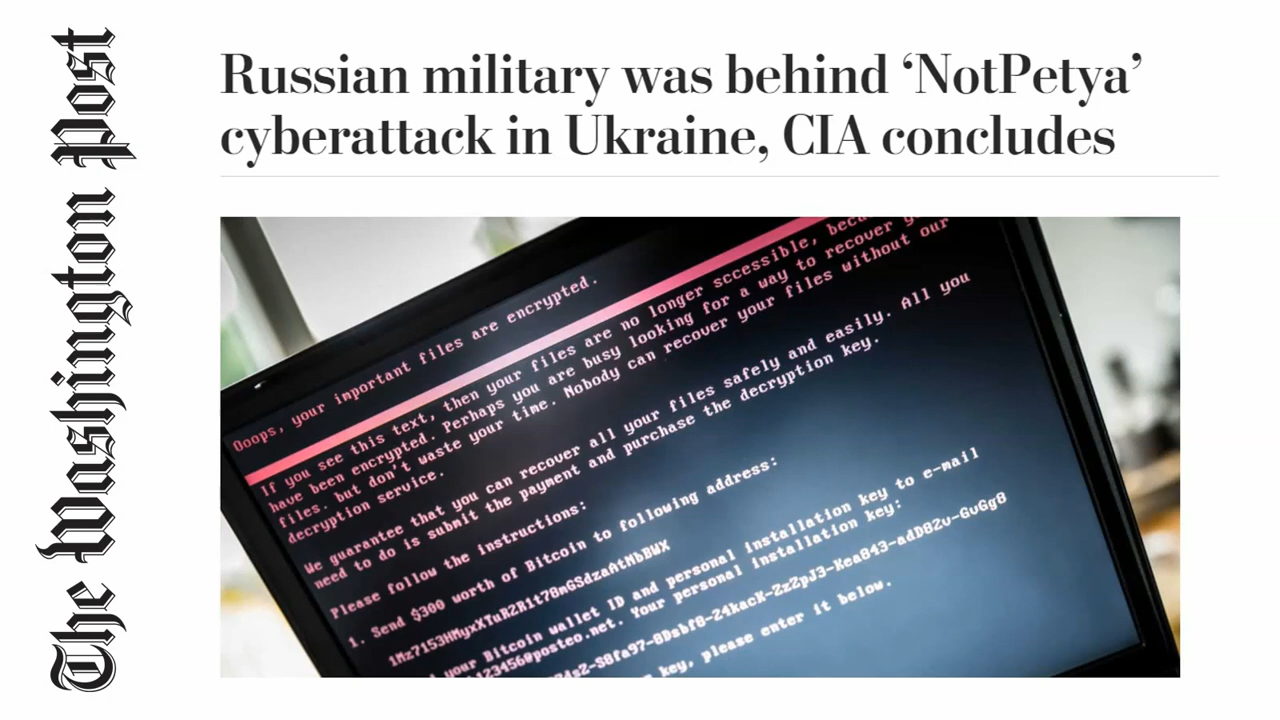 The Washington Post
Russian military was behind ‘NotPetya’
cyberattack in Ukraine, CIA concludes
Ooops, your important files are encrypted.
If you see this text, then your files are no longer accessible, beca
have been encrypted. Perhaps you are busy looking for a way to recover y
files, but don't waste your time. Nobody can recover your files without our
decryption service.
We guarantee that you can recover all your files safely and easily. All you
need to do is submit the payment and purchase the decryption key.
Please follow the instructions:
1. Send $300 worth of Bitcoin to following address:
1Mz7153HMuxXTuR2R1t78mGSdzaAtNbBWX
your Bitcoin wallet ID and personal installation key to e-mail
123456@posteo.net. Your personal installation key:
key, please enter it below.